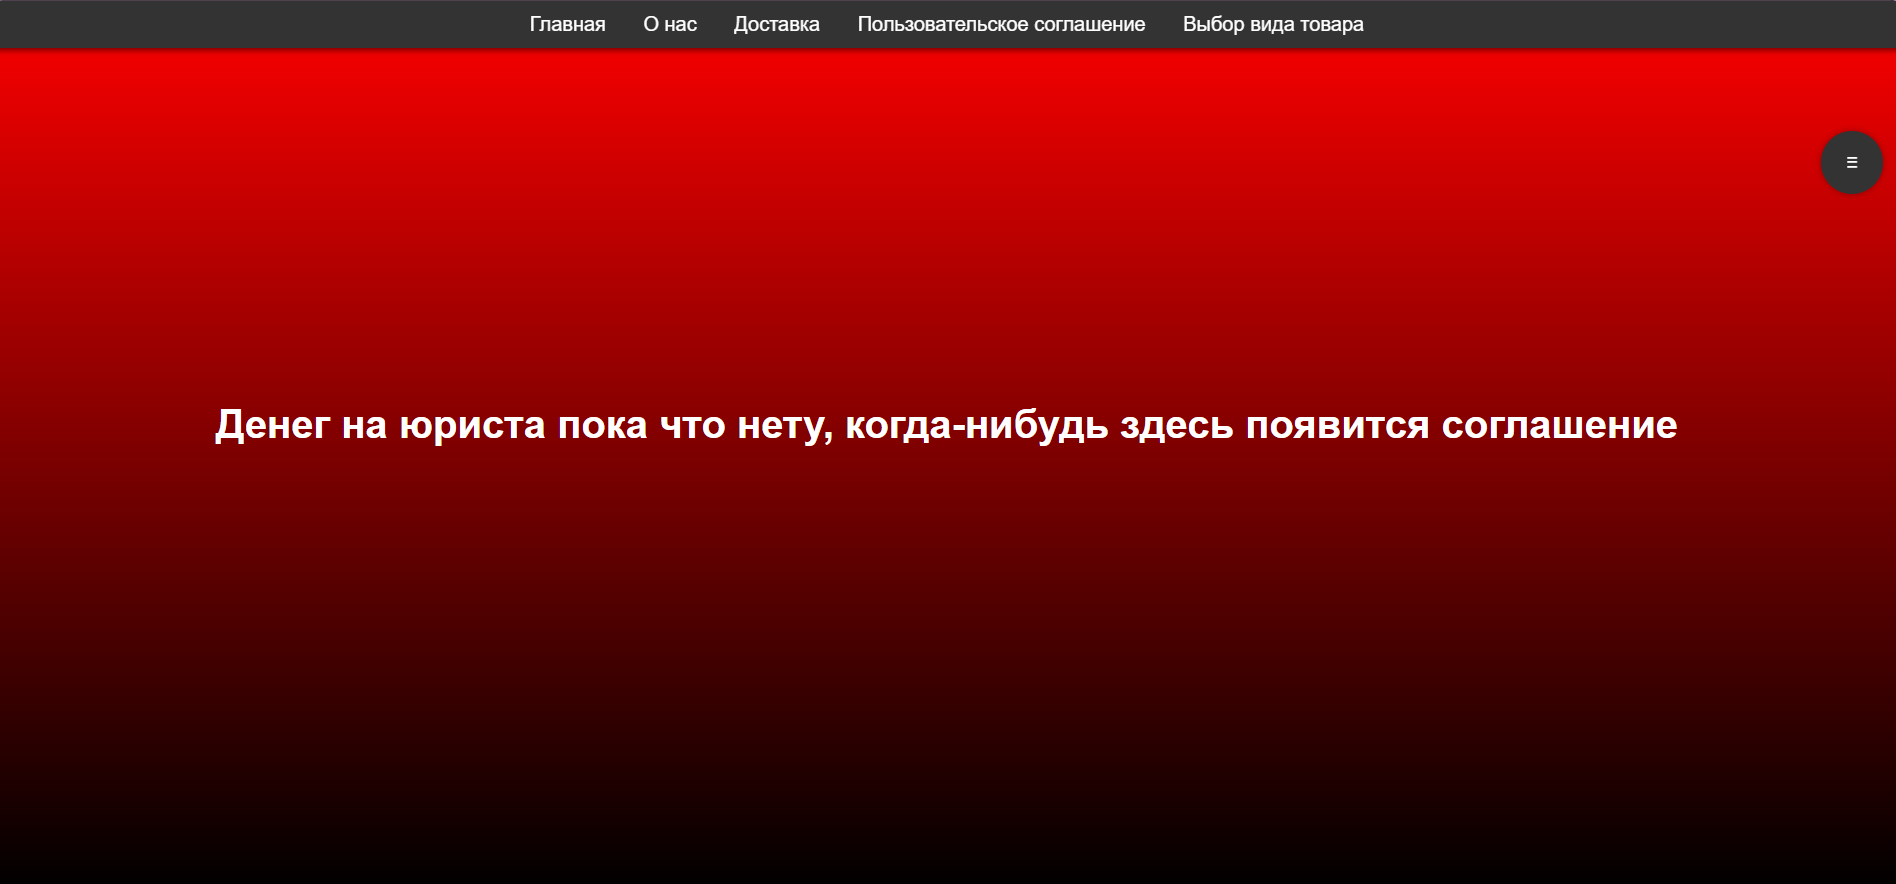 Главная О нас Доставка Пользовательское соглашение Выбор вида товара
☰
Денег на юриста пока что нету, когда-нибудь здесь появится соглашение